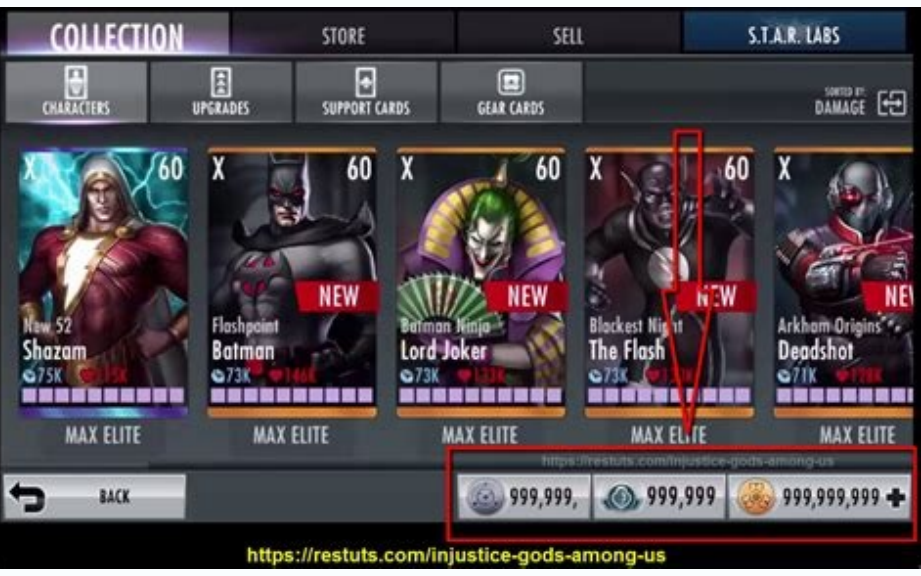 COLLECTION STORE SELL S.T.A.R. LABS
CHARACTERS UPGRADES SUPPORT CARDS GEAR CARDS SORTED BY: DAMAGE
X 60 X 60 X 60 X 60 X
NEW NEW NEW
New 52 Flashpoint Batman Ninja Blackest Night Arkham Origins
Shazam Batman Lord Joker The Flash Deadshot
75K 73K 146K 73K 133K 73K 71K 128K
MAX ELITE MAX ELITE MAX ELITE MAX ELITE MAX ELITE
https://restuts.com/injustice-gods-among-us
BACK 999,999, 999,999 999,999,999
https://restuts.com/injustice-gods-among-us